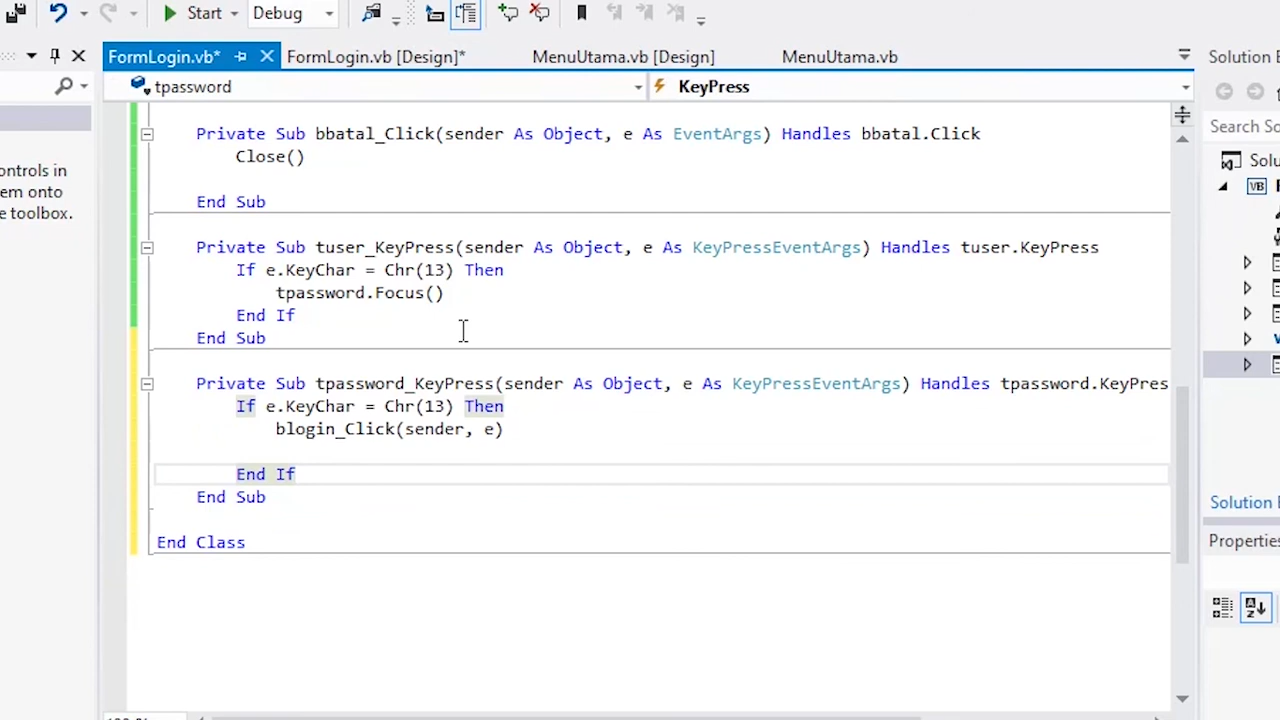 Start
Debug
FormLogin.vb*
FormLogin.vb [Design]*
MenuUtama.vb [Design]
MenuUtama.vb
Solution E
tpassword
KeyPress
Search So
Solu
VB
ontrols in
em onto
e toolbox.
Private Sub bbatal_Click(sender As Object, e As EventArgs) Handles bbatal.Click
Close()
End Sub
Private Sub tuser_KeyPress(sender As Object, e As KeyPressEventArgs) Handles tuser.KeyPress
If e.KeyChar = Chr(13) Then
tpassword.Focus()
End If
End Sub
Private Sub tpassword_KeyPress(sender As Object, e As KeyPressEventArgs) Handles tpassword.KeyPres
If e.KeyChar = Chr(13) Then
blogin_Click(sender, e)
End If
End Sub
End Class
Solution E
Properties